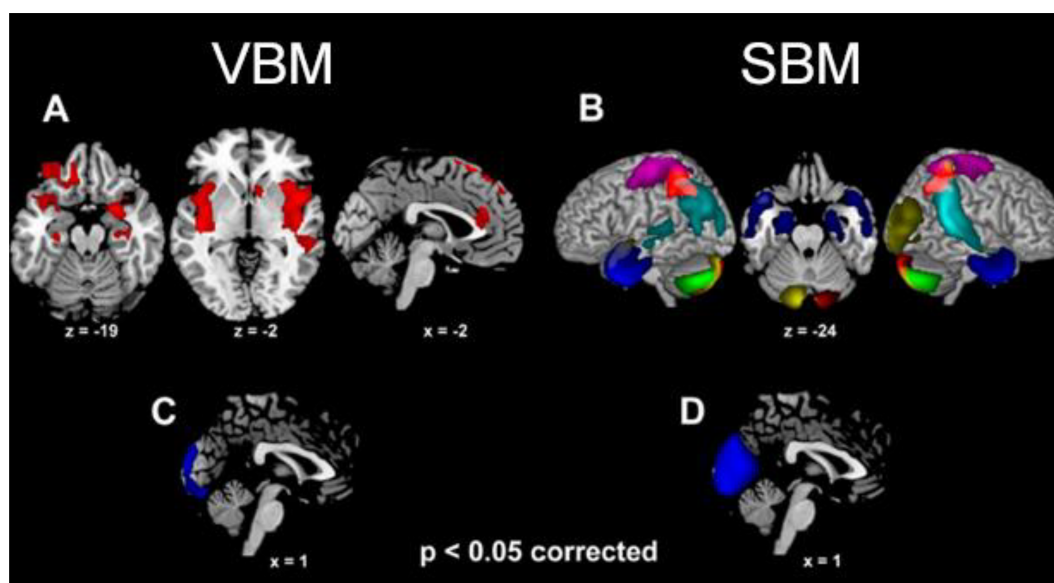 VBM
SBM
A
B
z = -19
z = -2
x = -2
z = -24
C
D
x = 1
p < 0.05 corrected
x = 1